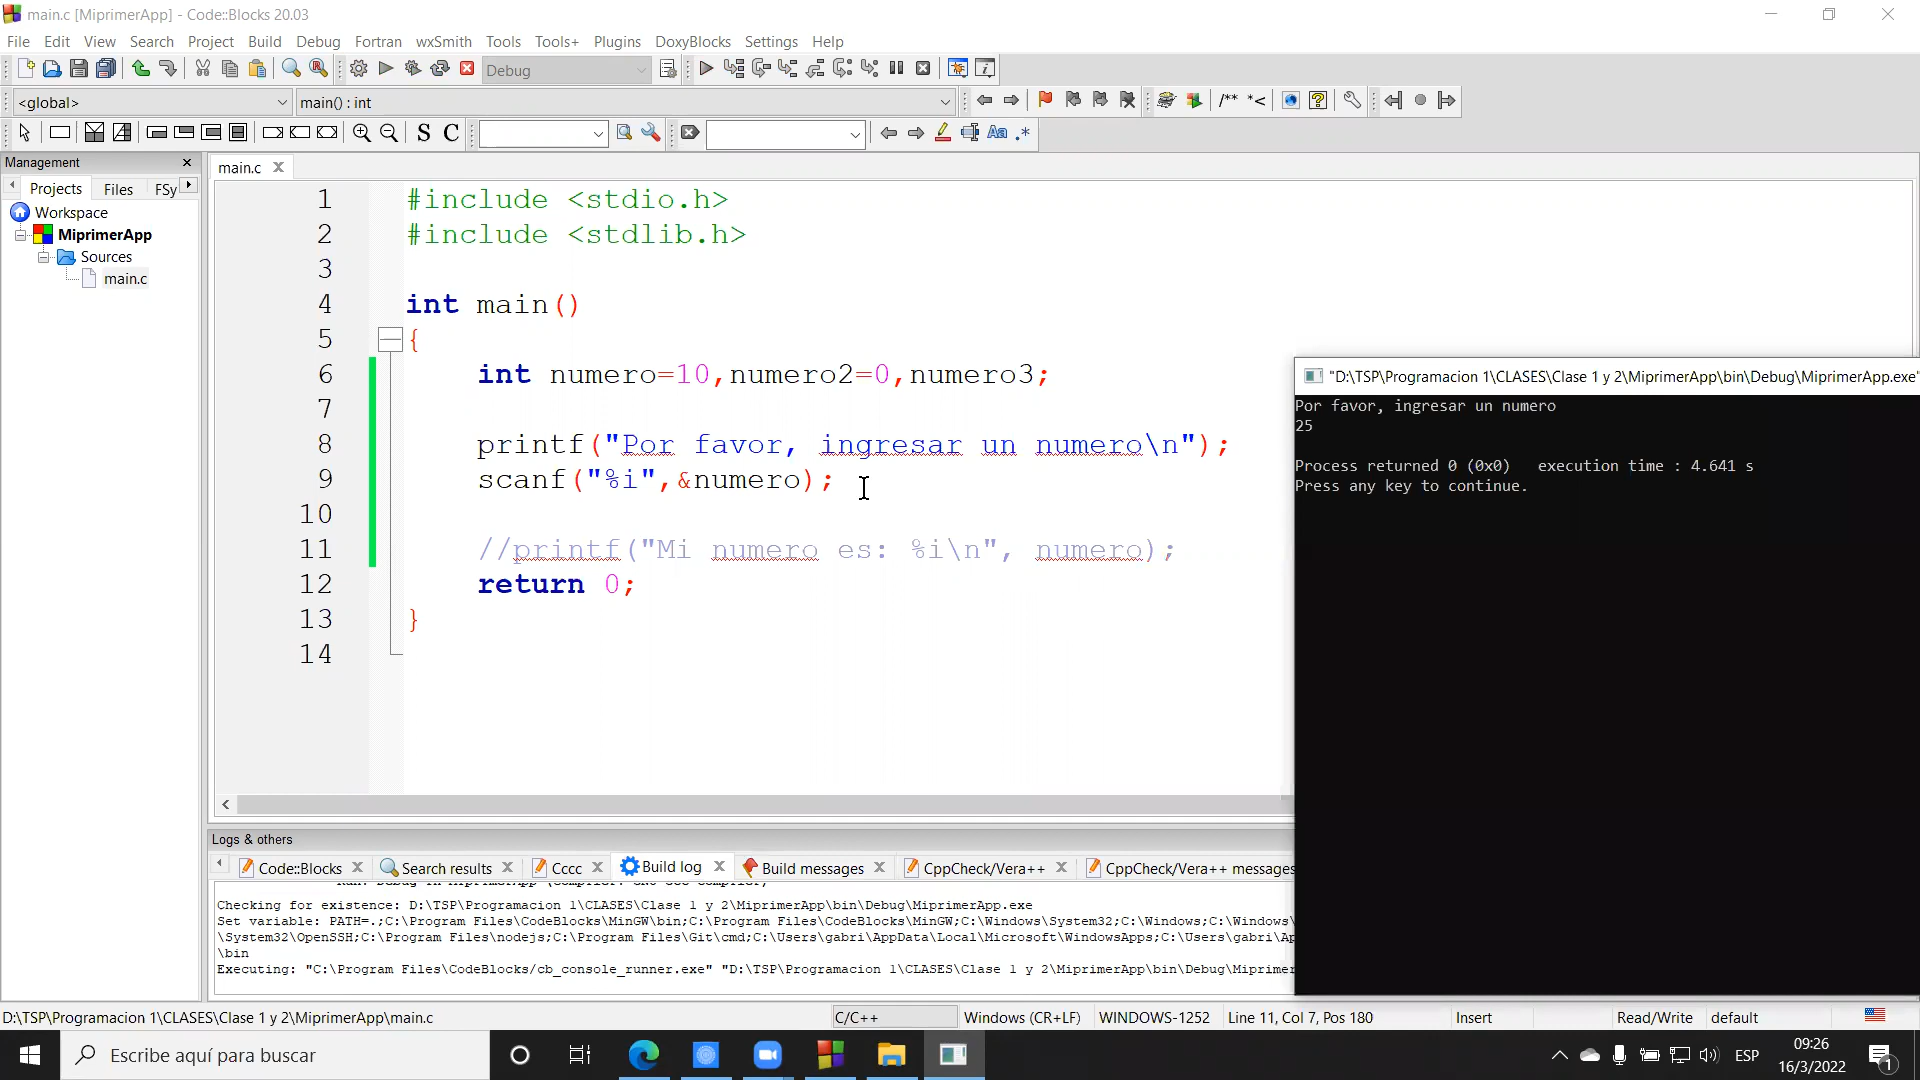 main.c [MiprimerApp] - Code::Blocks 20.03
File Edit View Search Project Build Debug Fortran wxSmith Tools Tools+ Plugins DoxyBlocks Settings Help
Debug
<global> main() : int /** *<
S C Aa .*
Management
Projects Files FSy
Workspace
MiprimerApp
Sources
main.c
main.c
1 #include <stdio.h>
2 #include <stdlib.h>
3
4 int main()
5 {
6 int numero=10,numero2=0,numero3;
7
8 printf("Por favor, ingresar un numero\n");
9 scanf("%i",&numero);
10
11 //printf("Mi numero es: %i\n", numero);
12 return 0;
13 }
14
"D:\TSP\Programacion 1\CLASES\Clase 1 y 2\MiprimerApp\bin\Debug\MiprimerApp.exe"
Por favor, ingresar un numero
25
Process returned 0 (0x0) execution time : 4.641 s
Press any key to continue.
Logs & others
Code::Blocks Search results Cccc Build log Build messages CppCheck/Vera++ CppCheck/Vera++ messages
Checking for existence: D:\TSP\Programacion 1\CLASES\Clase 1 y 2\MiprimerApp\bin\Debug\MiprimerApp.exe
Set variable: PATH=.;C:\Program Files\CodeBlocks\MinGW\bin;C:\Program Files\CodeBlocks\MinGW;C:\Windows\System32;C:\Windows;C:\Windows\
\System32\OpenSSH;C:\Program Files\nodejs;C:\Program Files\Git\cmd;C:\Users\gabri\AppData\Local\Microsoft\WindowsApps;C:\Users\gabri\Ap
\bin
Executing: "C:\Program Files\CodeBlocks/cb_console_runner.exe" "D:\TSP\Programacion 1\CLASES\Clase 1 y 2\MiprimerApp\bin\Debug\Miprimer
D:\TSP\Programacion 1\CLASES\Clase 1 y 2\MiprimerApp\main.c C/C++ Windows (CR+LF) WINDOWS-1252 Line 11, Col 7, Pos 180 Insert Read/Write default
Escribe aquí para buscar
ESP
09:26
16/3/2022
1